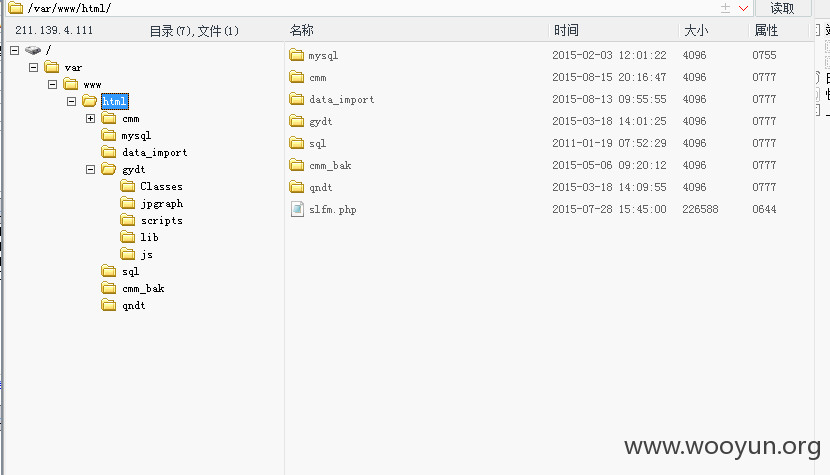 /var/www/html/ 读取
211.139.4.111 目录(7),文件(1) 名称 时间 大小 属性
/
var
www
html
cmm
mysql
data_import
gydt
Classes
jpgraph
scripts
lib
js
sql
cmm_bak
qndt
mysql 2015-02-03 12:01:22 4096 0755
cmm 2015-08-15 20:16:47 4096 0777
data_import 2015-08-13 09:55:55 4096 0777
gydt 2015-03-18 14:01:25 4096 0777
sql 2011-01-19 07:52:29 4096 0777
cmm_bak 2015-05-06 09:20:12 4096 0777
qndt 2015-03-18 14:09:55 4096 0777
slfm.php 2015-07-28 15:45:00 226588 0644
www.wooyun.org